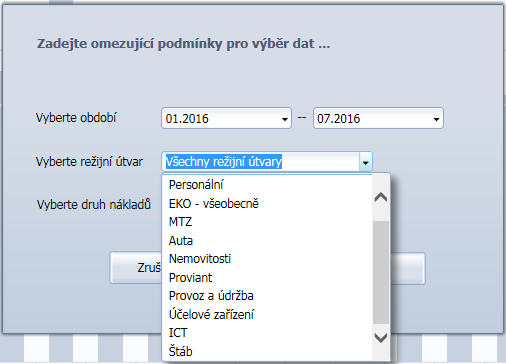 Zadejte omezující podmínky pro výběr dat ...
Vyberte období 01.2016 -- 07.2016
Vyberte režijní útvar Všechny režijní útvary
Personální
EKO - všeobecně
MTZ
Vyberte druh nákladů
Auta
Nemovitosti
Zruš
Proviant
Provoz a údržba
Účelové zařízení
ICT
Štáb